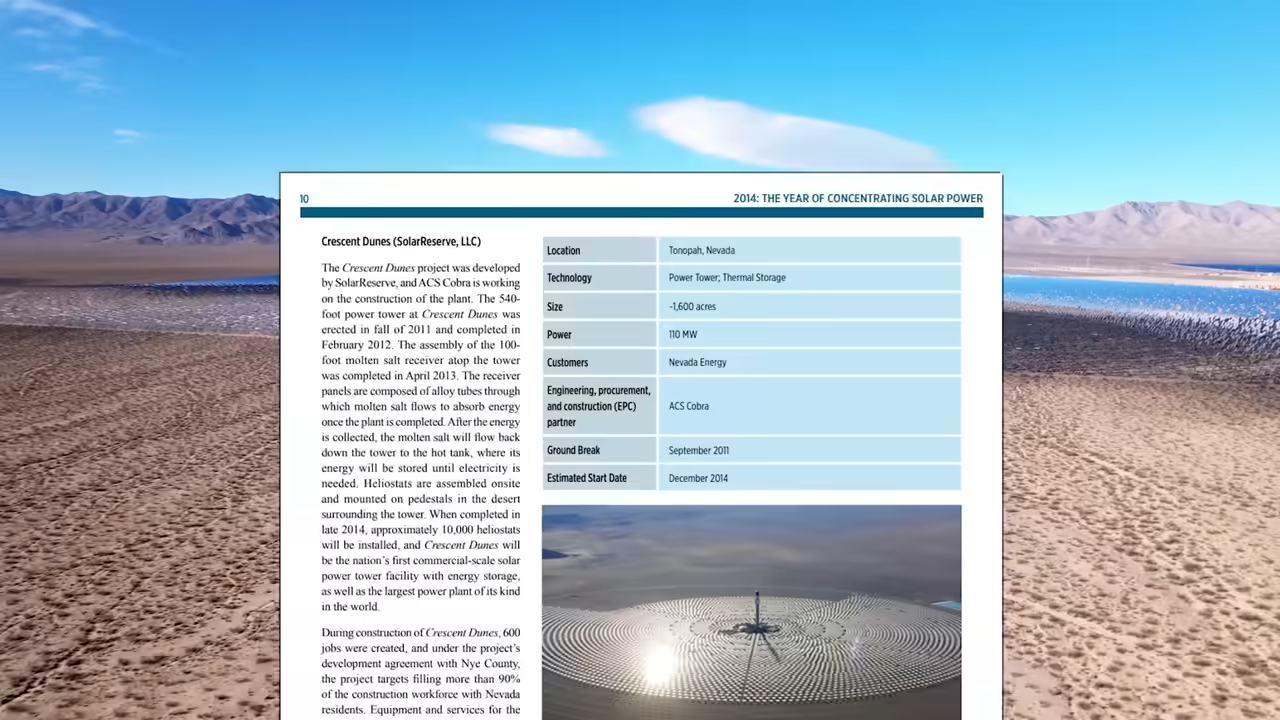 10
2014: THE YEAR OF CONCENTRATING SOLAR POWER
Crescent Dunes (SolarReserve, LLC)
The Crescent Dunes project was developed
by SolarReserve, and ACS Cobra is working
on the construction of the plant. The 540-
foot power tower at Crescent Dunes was
erected in fall of 2011 and completed in
February 2012. The assembly of the 100-
foot molten salt receiver atop the tower
was completed in April 2013. The receiver
panels are composed of alloy tubes through
which molten salt flows to absorb energy
once the plant is completed. After the energy
is collected, the molten salt will flow back
down the tower to the hot tank, where its
energy will be stored until electricity is
needed. Heliostats are assembled onsite
and mounted on pedestals in the desert
surrounding the tower. When completed in
late 2014, approximately 10,000 heliostats
will be installed, and Crescent Dunes will
be the nation's first commercial-scale solar
power tower facility with energy storage,
as well as the largest power plant of its kind
in the world.
During construction of Crescent Dunes, 600
jobs were created, and under the project's
development agreement with Nye County,
the project targets filling more than 90%
of the construction workforce with Nevada
residents. Equipment and services for the
Location Tonopah, Nevada
Technology Power Tower; Thermal Storage
Size ~1,600 acres
Power 110 MW
Customers Nevada Energy
Engineering, procurement,
and construction (EPC) ACS Cobra
partner
Ground Break September 2011
Estimated Start Date December 2014